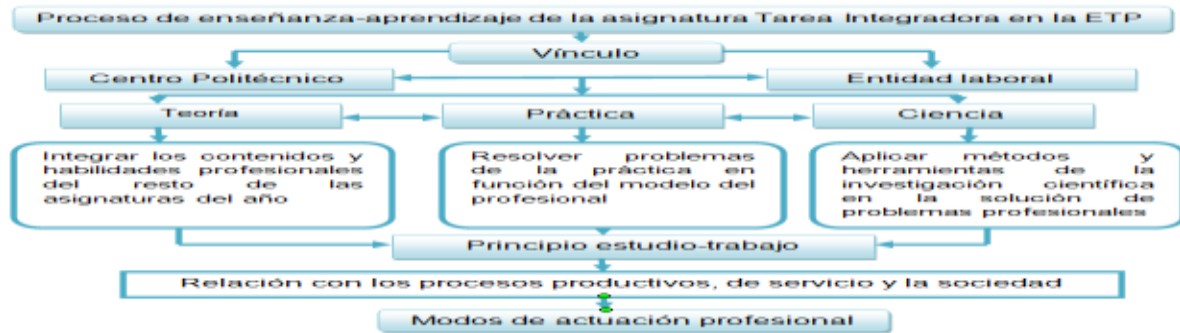 Proceso de enseñanza-aprendizaje de la asignatura Tarea Integradora en la ETP
Vínculo
Centro Politécnico
Entidad laboral
Teoría
Práctica
Ciencia
Integrar los contenidos y
habilidades profesionales
del resto de las
asignaturas del año
Resolver problemas
de la práctica en
función del modelo del
profesional
Aplicar métodos y
herramientas de la
investigación científica
en la solución de
problemas profesionales
Principio estudio-trabajo
Relación con los procesos productivos, de servicio y la sociedad
Modos de actuación profesional